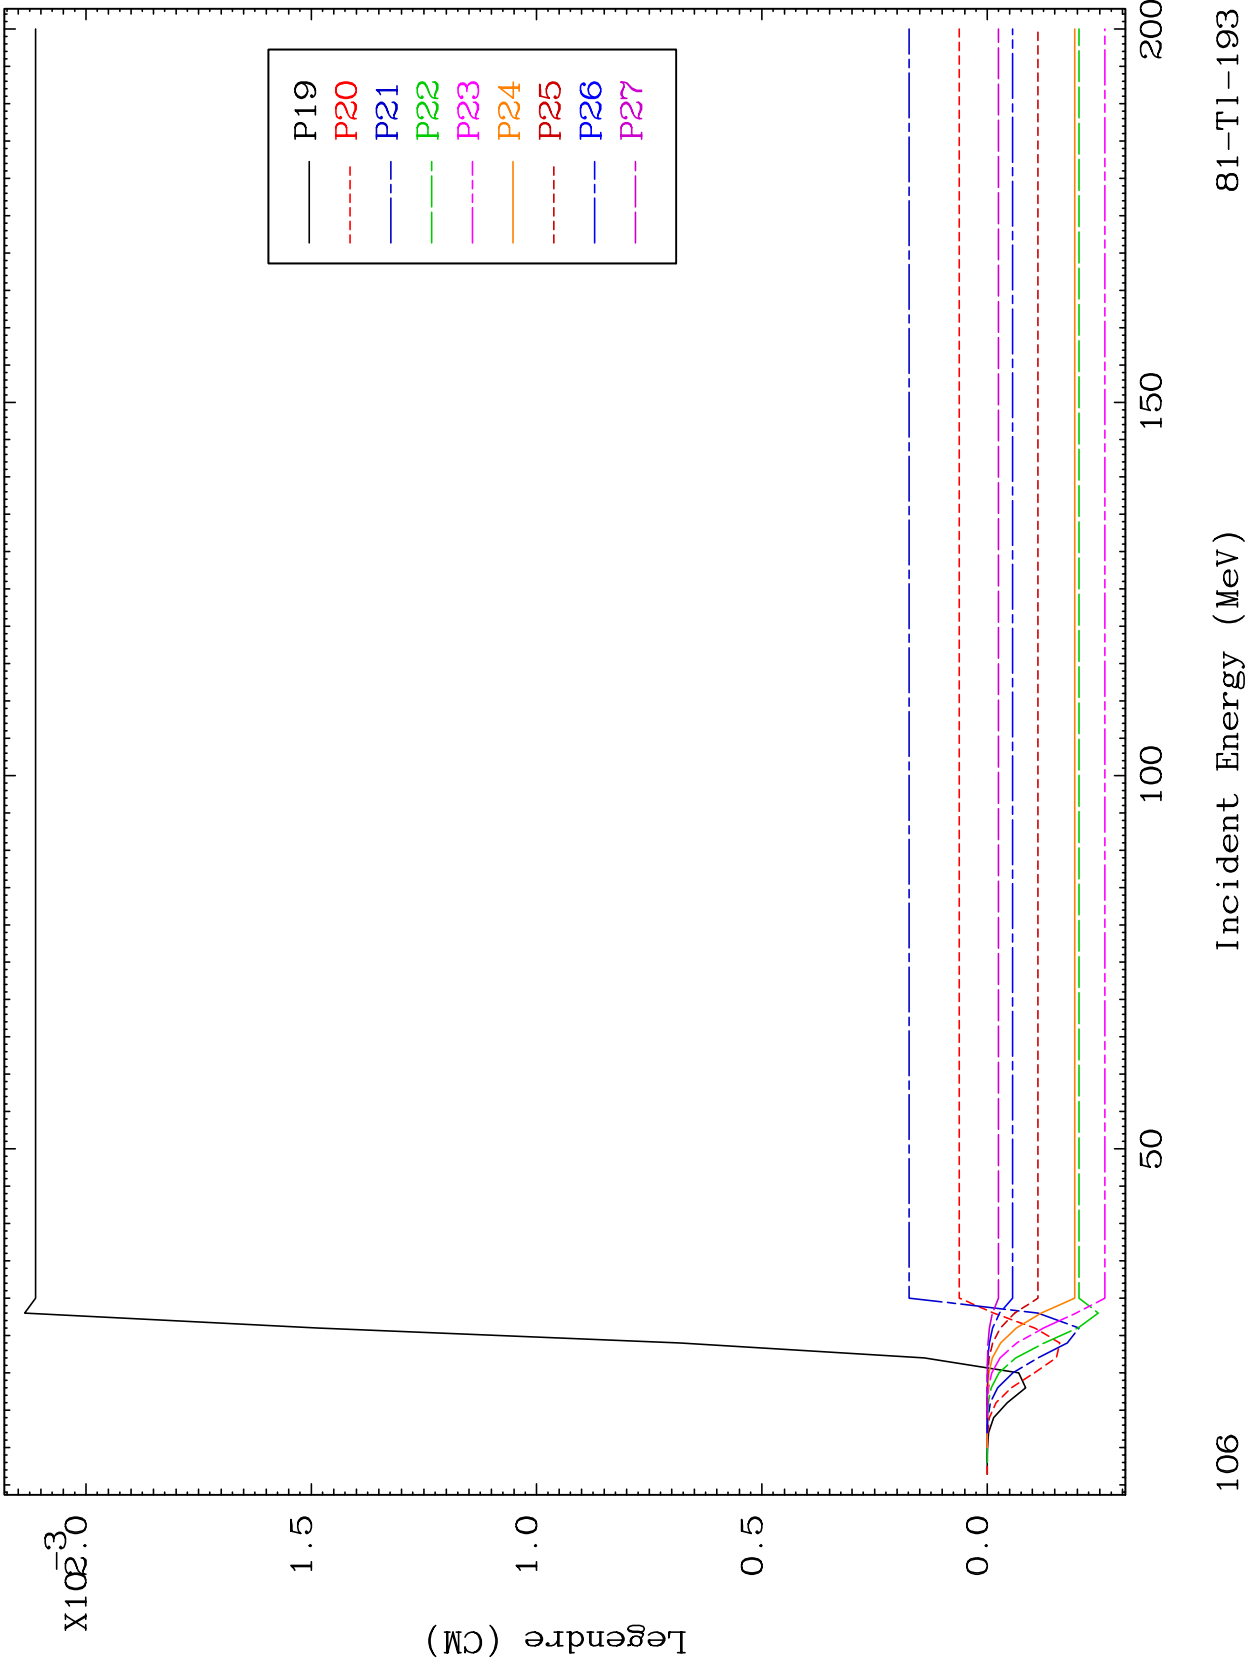 X10-3
2.0
1.5
1.0
0.5
0.0
Legendre (CM)
P19
P20
P21
P22
P23
P24
P25
P26
P27
50
100
150
200
Incident Energy (MeV)
106
81-Tl-193